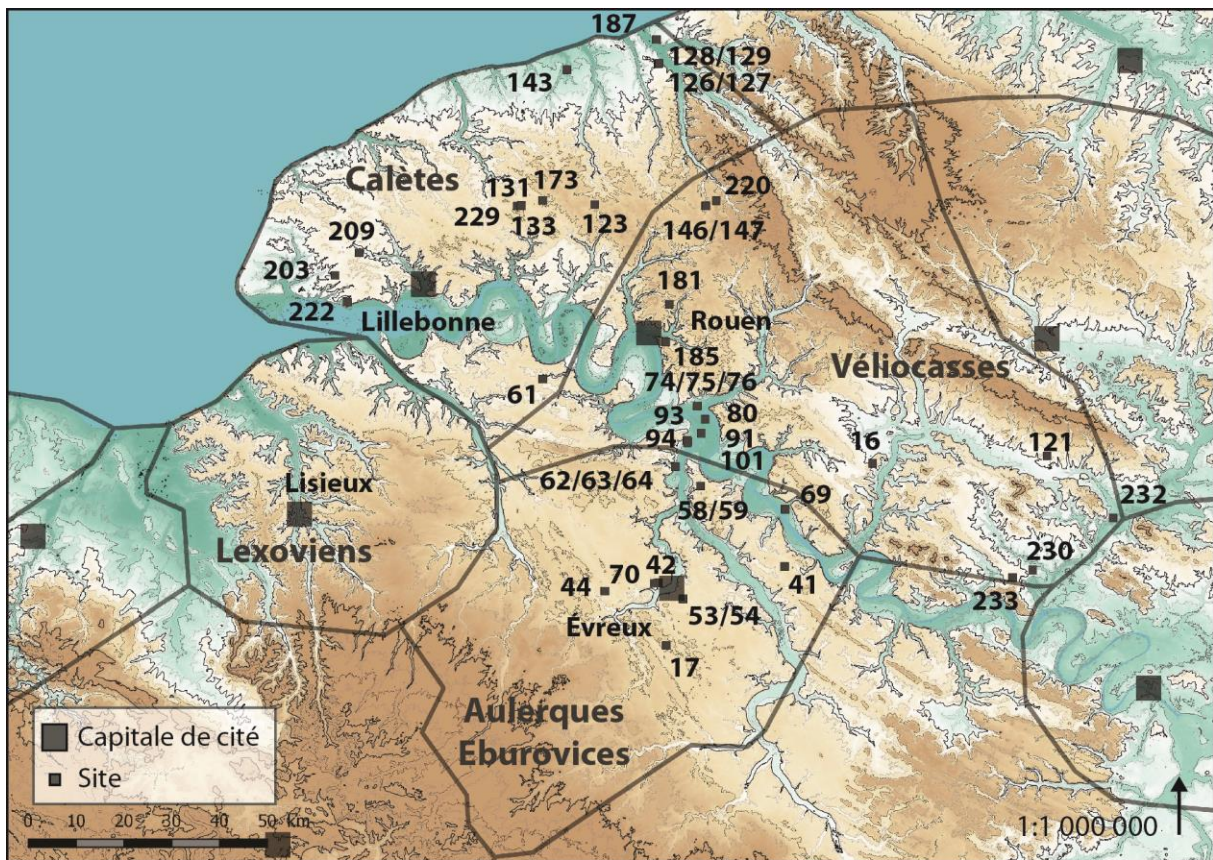 187
128/129
126/127
143
Calètes
131
173
220
229
133
123
146/147
209
203
181
222
Lillebonne
Rouen
185
Véliocasses
74/75/76
61
93
80
94
91
16
121
101
62/63/64
69
232
Lisieux
58/59
Lexoviens
230
42
70
44
41
53/54
233
Évreux
17
Aulerques
Eburovices
Capitale de cité
Site
0 10 20 30 40 50 km
1:1 000 000